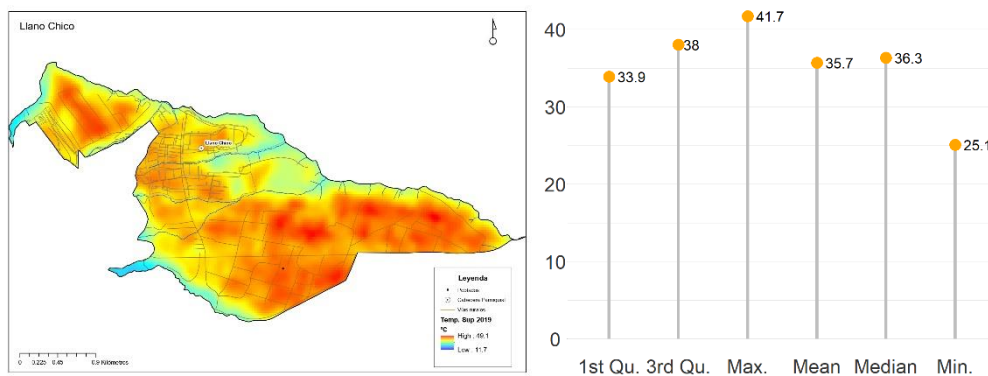 Llano Chico
Llano Chico
Leyenda
Poblados
Cabecera Parroquial
Vías rurales
Temp. Sup 2019
°C
High : 49.1
Low : 11.7
0 0.225 0.45 0.9 Kilometres
40
30
20
10
0
33.9
38
41.7
35.7
36.3
25.1
1st Qu. 3rd Qu. Max. Mean Median Min.